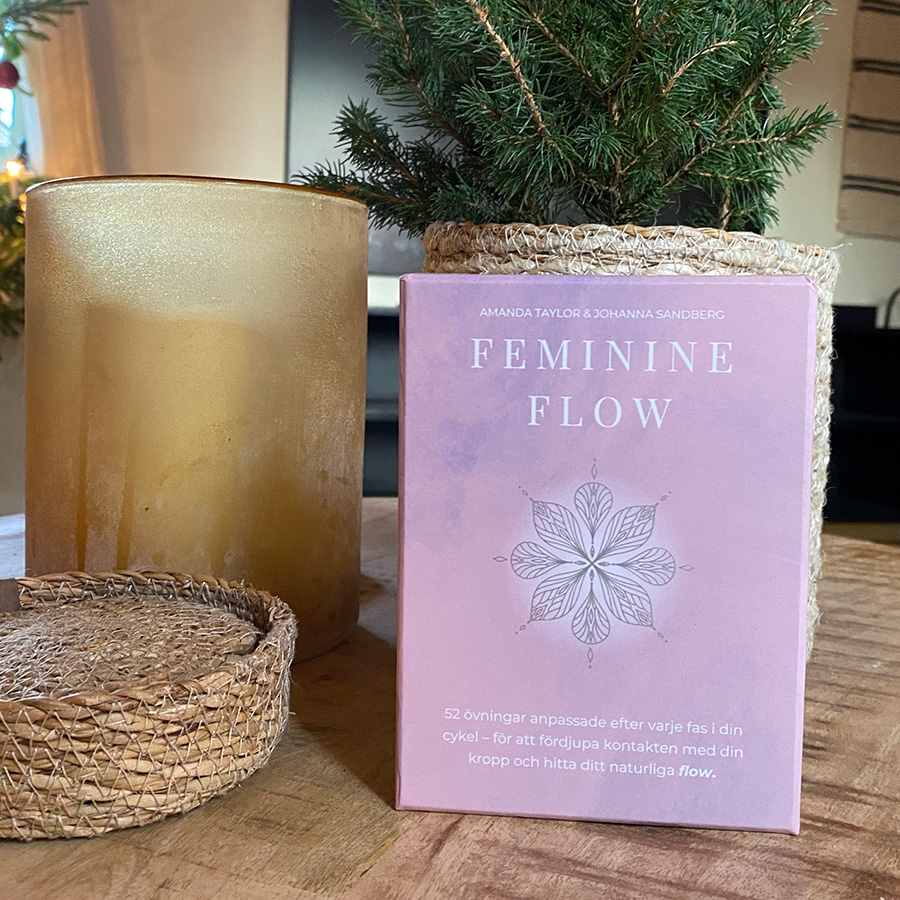 AMANDA TAYLOR & JOHANNA SANDBERG
FEMININE
FLOW
52 övningar anpassade efter varje fas i din
cykel – för att fördjupa kontakten med din
kropp och hitta ditt naturliga flow.